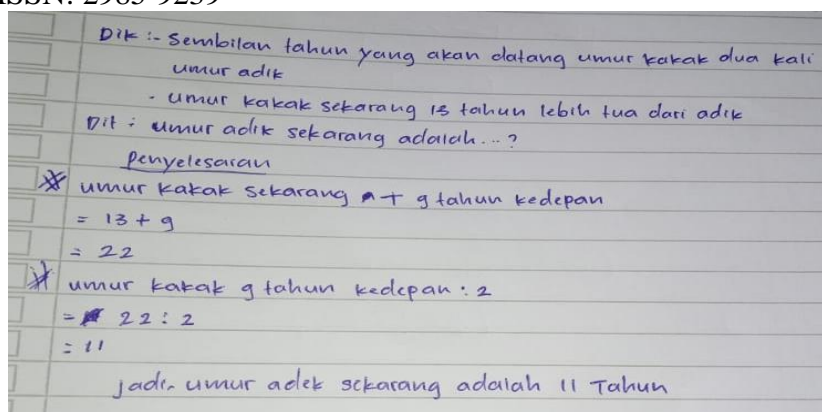 ISSN: 2985-9239
Dik :- Sembilan tahun yang akan datang umur kakak dua kali
umur adik
- umur kakak sekarang 13 tahun lebih tua dari adik
Dit : umur adik sekarang adalah...?
Penyelesaian
umur kakak sekarang + 9 tahun kedepan
= 13 + 9
= 22
umur kakak 9 tahun kedepan : 2
= 22 : 2
= 11
jadi, umur adek sekarang adalah 11 Tahun